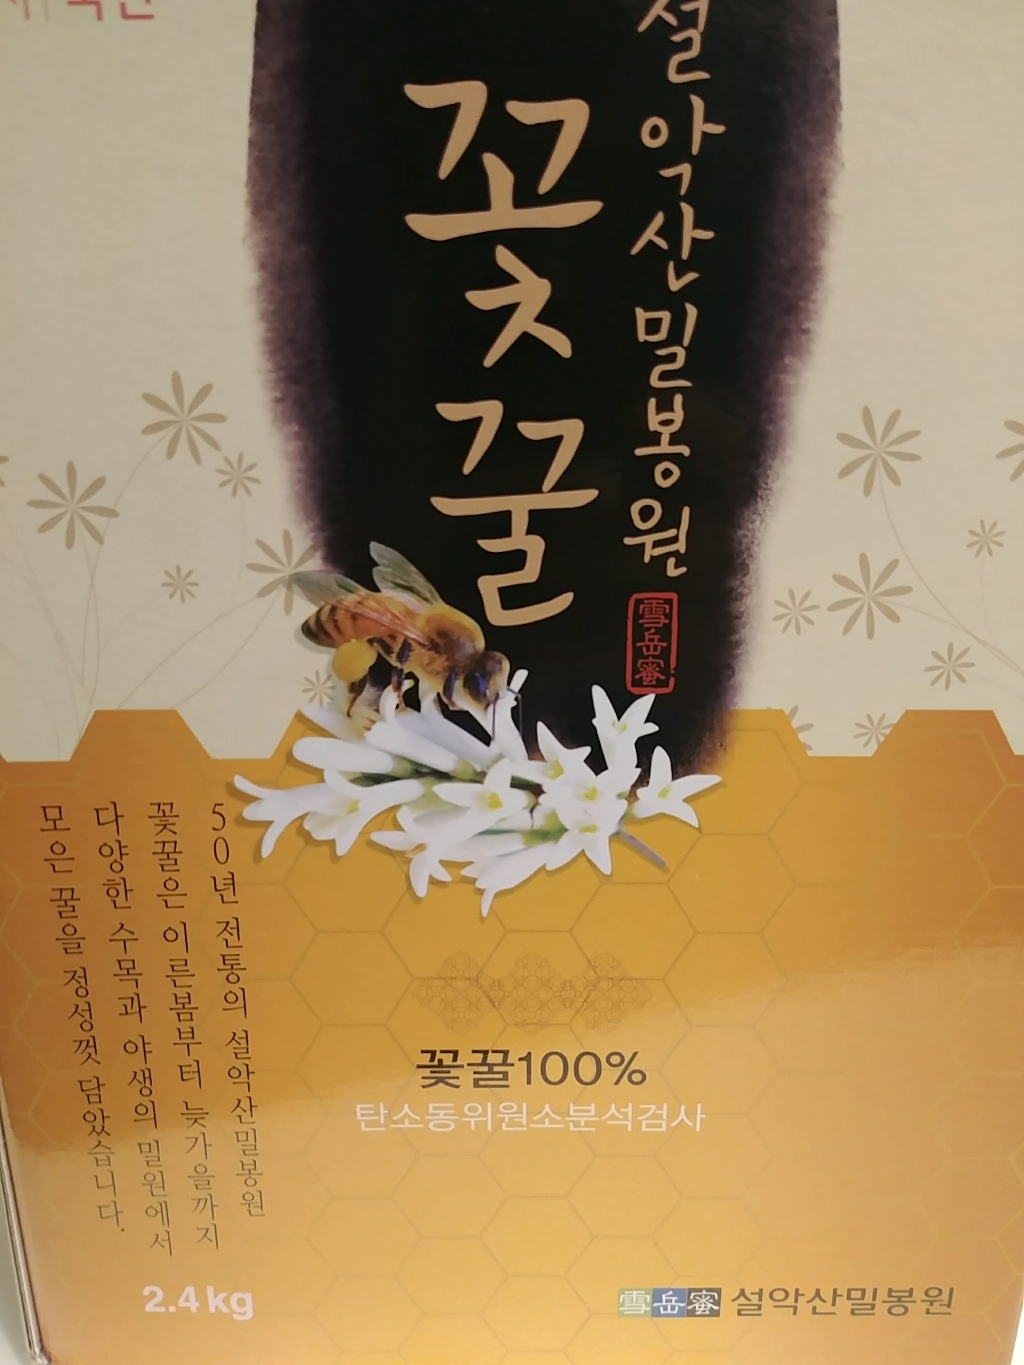 설악산밀봉원
꽃꿀
雪岳蜜
50년 전통의 설악산밀봉원
꽃꿀은 이른봄부터 늦가을까지
다양한 수목과 야생의 밀원에서
모은 꿀을 정성껏 담았습니다.
꽃꿀100%
탄소동위원소분석검사
2.4kg
雪岳蜜 설악산밀봉원